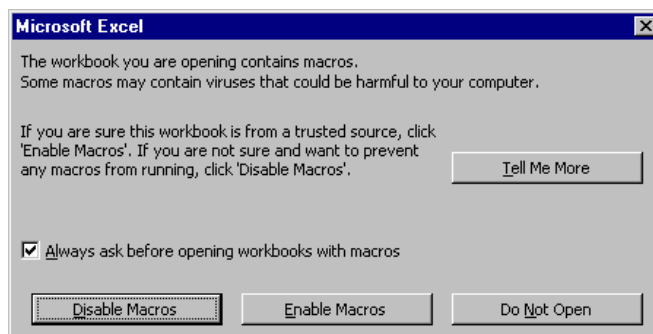 Microsoft Excel
The workbook you are opening contains macros.
Some macros may contain viruses that could be harmful to your computer.
If you are sure this workbook is from a trusted source, click
'Enable Macros'. If you are not sure and want to prevent
any macros from running, click 'Disable Macros'.
Tell Me More
Always ask before opening workbooks with macros
Disable Macros Enable Macros Do Not Open